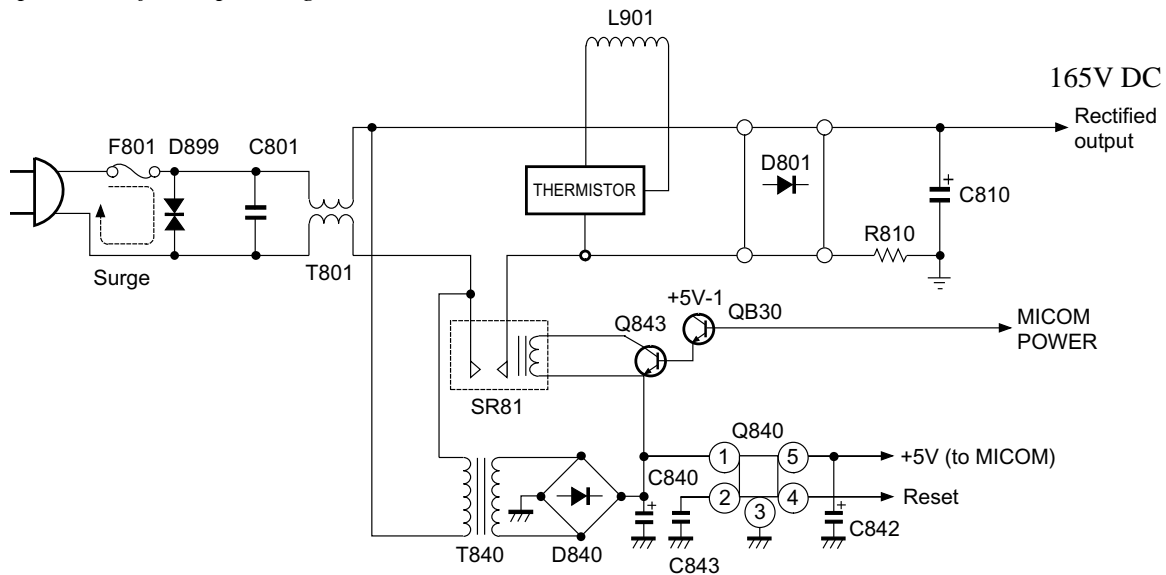 L901
165V DC
Rectified
output
F801 D899 C801
THERMISTOR
D801
+
C810
R810
Surge
T801
+5V-1
Q843
QB30
MICOM
POWER
SR81
Q840
1
5
+5V (to MICOM)
C840
+
2
4
Reset
3
+
C842
T840
D840
C843